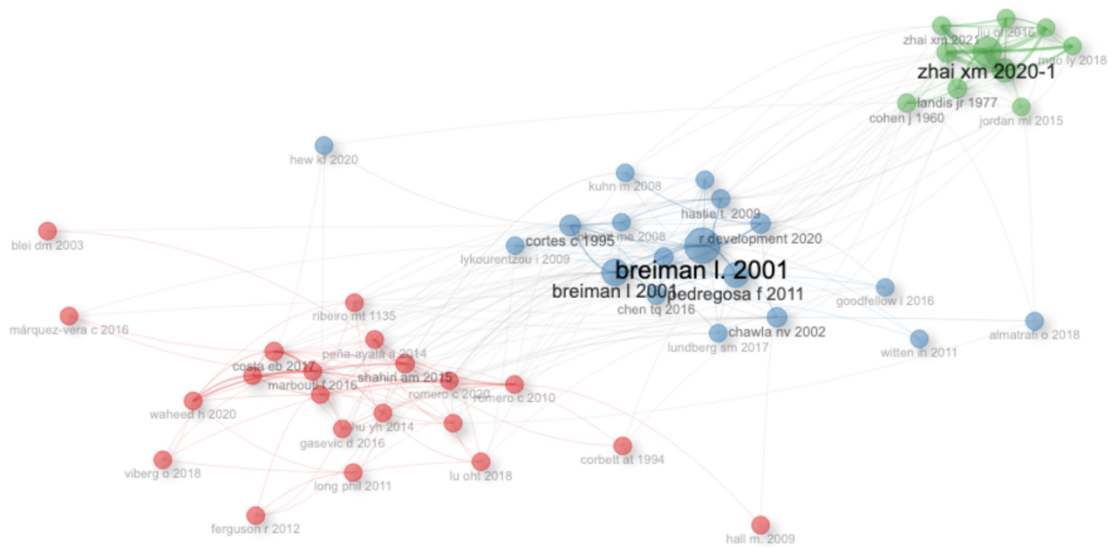 zhai xm 2021
liu ol 2016
mao ly 2018
zhai xm 2020-1
landis jr 1977
cohen j 1960
jordan mi 2015
hew kf 2020
kuhn m 2008
hastie t. 2009
blei dm 2003
cortes c 1995
2008
r development 2020
lykourentzou i 2009
breiman l. 2001
breiman l 2001
pedregosa f 2011
goodfellow i 2016
chen tq 2016
ribeiro mt 1135
márquez-vera c 2016
chawla nv 2002
almatrafi o 2018
lundberg sm 2017
witten ih 2011
peña-ayala a 2014
costa eb 2017
shahiri am 2015
marbouti f 2016
romero c 2020
romero c 2010
waheed h 2020
hu yh 2014
gasevic d 2016
corbett at 1994
viberg o 2018
lu oht 2018
long phil 2011
ferguson r 2012
hall m. 2009